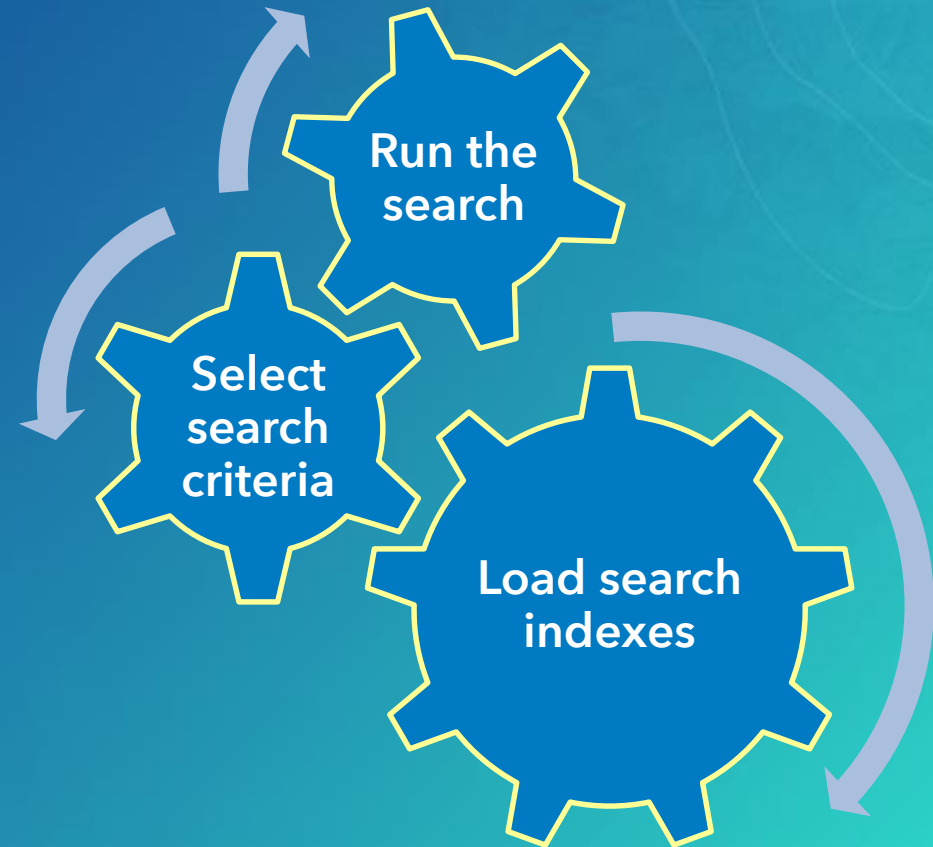 Run the
search
Select
search
criteria
Load search
indexes